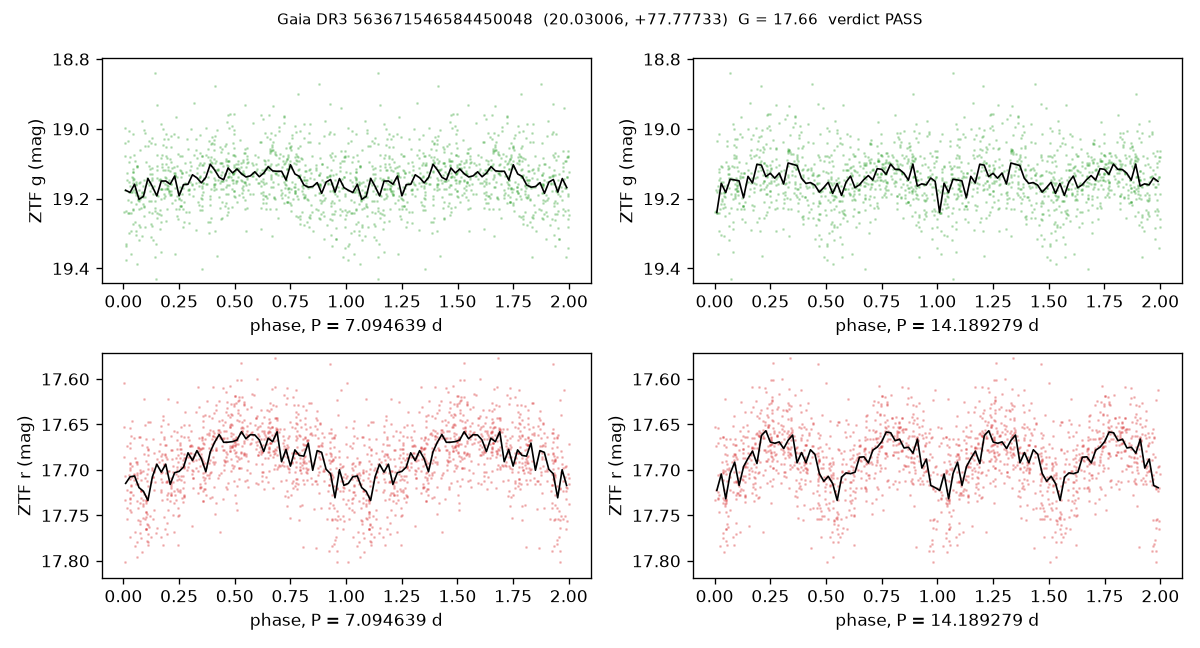 Gaia DR3 563671546584450048 (20.03006, +77.77733) G = 17.66 verdict PASS
18.8
19.0
19.2
19.4
ZTF g (mag)
0.00 0.25 0.50 0.75 1.00 1.25 1.50 1.75 2.00
phase, P = 7.094639 d
18.8
19.0
19.2
19.4
ZTF g (mag)
0.00 0.25 0.50 0.75 1.00 1.25 1.50 1.75 2.00
phase, P = 14.189279 d
17.60
17.65
17.70
17.75
17.80
ZTF r (mag)
0.00 0.25 0.50 0.75 1.00 1.25 1.50 1.75 2.00
phase, P = 7.094639 d
17.60
17.65
17.70
17.75
17.80
ZTF r (mag)
0.00 0.25 0.50 0.75 1.00 1.25 1.50 1.75 2.00
phase, P = 14.189279 d